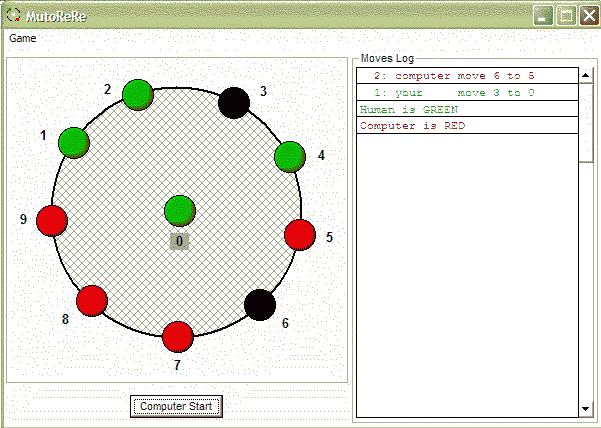 MutoReRe
Game
Moves Log
2: computer move 6 to 5
1: your move 3 to 0
Human is GREEN
Computer is RED
2
3
1
4
0
9
5
8
6
7
Computer Start